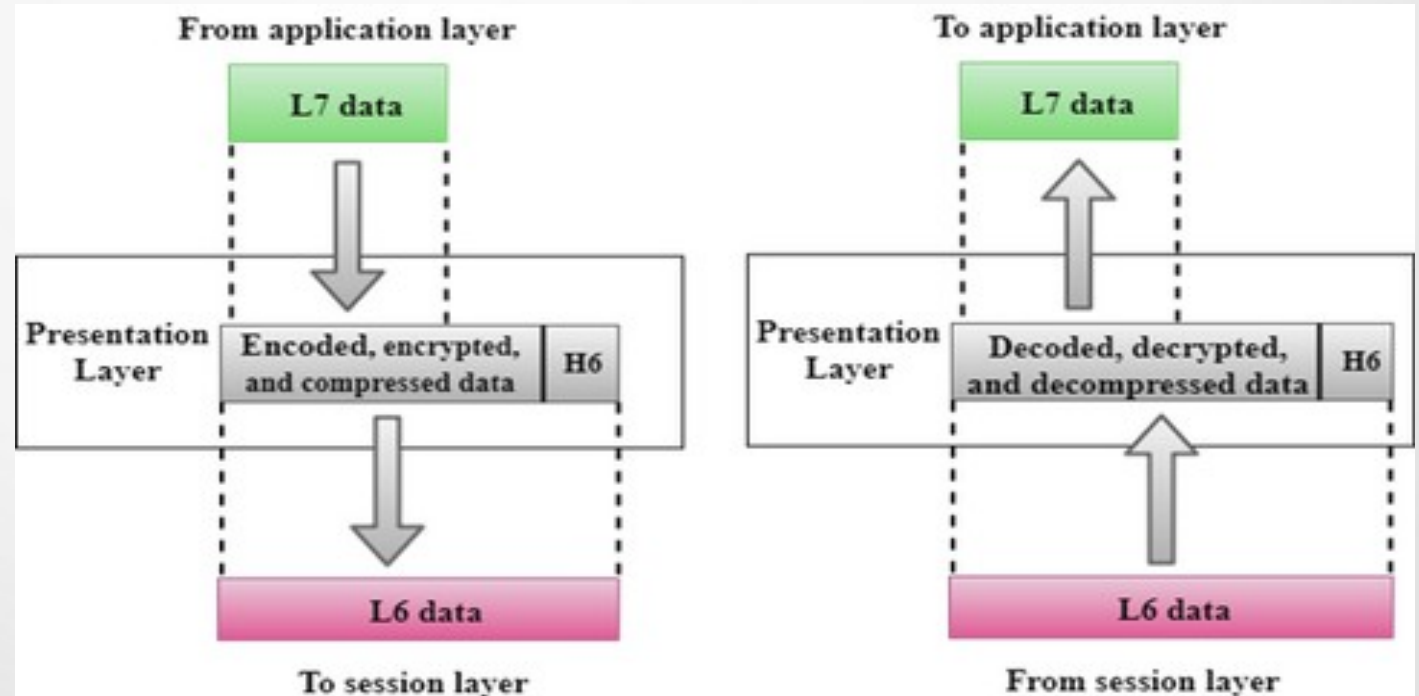 From application layer
L7 data
Presentation
Layer
Encoded, encrypted,
and compressed data
H6
L6 data
To session layer
To application layer
L7 data
Presentation
Layer
Decoded, decrypted,
and decompressed data
H6
L6 data
From session layer